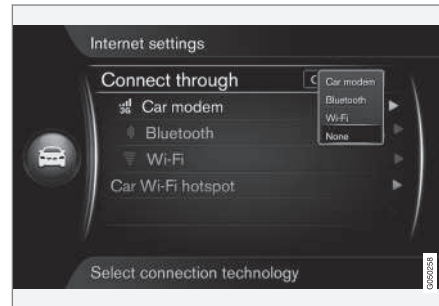 Internet settings
Connect through
Car modem
Bluetooth
Wi-Fi
None
3G Car modem
Bluetooth
Wi-Fi
Car Wi-Fi hotspot
Select connection technology
G050258